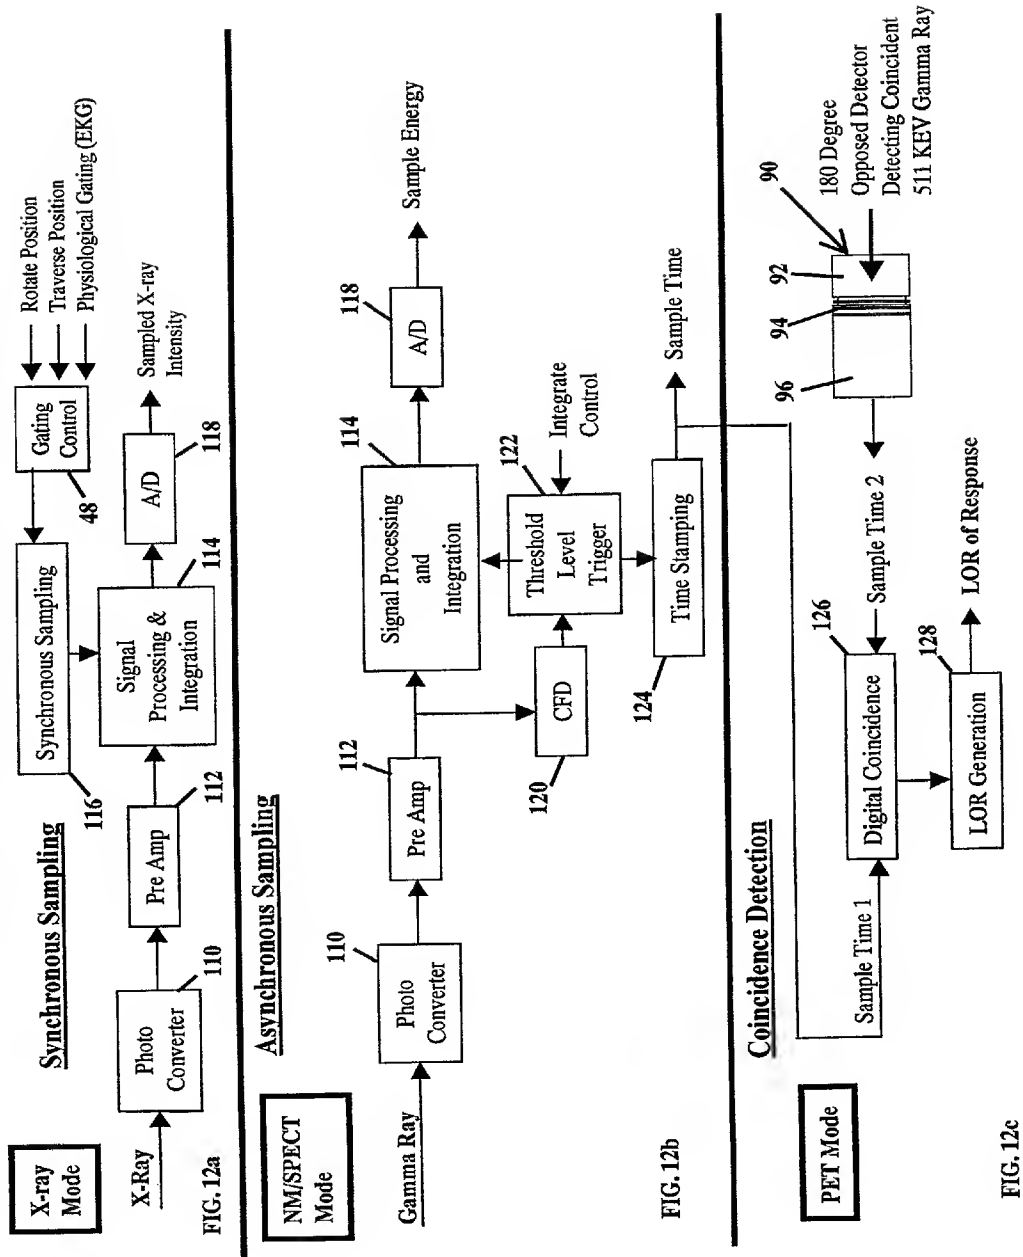 X-ray
Mode
Synchronous Sampling
X-Ray
Photo
Converter
110
Pre Amp
112
Signal
Processing &
Integration
114
Synchronous Sampling
116
Gating
Control
48
Rotate Position
Traverse Position
Physiological Gating (EKG)
A/D
118
Sampled X-ray
Intensity
FIG. 12a
NM/SPECT
Mode
Asynchronous Sampling
Gamma Ray
Photo
Converter
110
Pre Amp
112
Signal Processing
and
Integration
114
A/D
118
Sample Energy
CFD
120
Threshold
Level
Trigger
122
Integrate
Control
Time Stamping
124
Sample Time
FIG. 12b
PET Mode
Coincidence Detection
Sample Time 1
Digital Coincidence
126
Sample Time 2
LOR Generation
128
LOR of Response
96
94
92
90
180 Degree
Opposed Detector
Detecting Coincident
511 KEV Gamma Ray
FIG. 12c